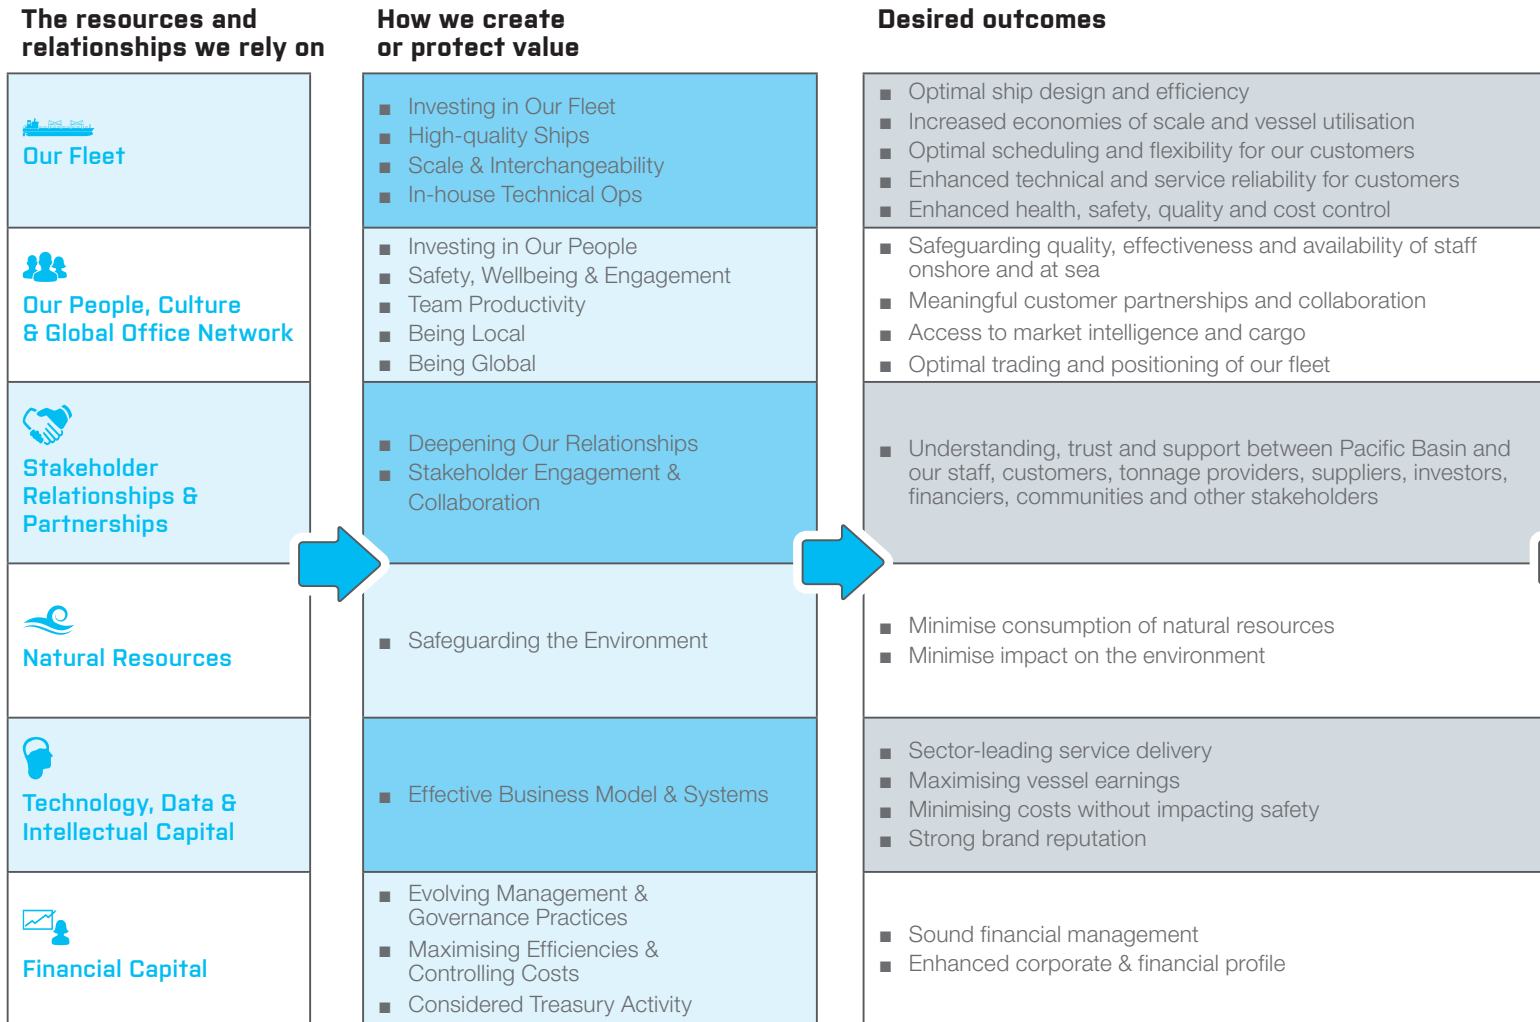 The resources and
relationships we rely on
How we create
or protect value
Desired outcomes
Our Fleet
■ Investing in Our Fleet
■ High-quality Ships
■ Scale & Interchangeability
■ In-house Technical Ops
■ Optimal ship design and efficiency
■ Increased economies of scale and vessel utilisation
■ Optimal scheduling and flexibility for our customers
■ Enhanced technical and service reliability for customers
■ Enhanced health, safety, quality and cost control
Our People, Culture
& Global Office Network
■ Investing in Our People
■ Safety, Wellbeing & Engagement
■ Team Productivity
■ Being Local
■ Being Global
■ Safeguarding quality, effectiveness and availability of staff
onshore and at sea
■ Meaningful customer partnerships and collaboration
■ Access to market intelligence and cargo
■ Optimal trading and positioning of our fleet
Stakeholder
Relationships &
Partnerships
■ Deepening Our Relationships
■ Stakeholder Engagement &
Collaboration
■ Understanding, trust and support between Pacific Basin and
our staff, customers, tonnage providers, suppliers, investors,
financiers, communities and other stakeholders
Natural Resources
■ Safeguarding the Environment
■ Minimise consumption of natural resources
■ Minimise impact on the environment
Technology, Data &
Intellectual Capital
■ Effective Business Model & Systems
■ Sector-leading service delivery
■ Maximising vessel earnings
■ Minimising costs without impacting safety
■ Strong brand reputation
Financial Capital
■ Evolving Management &
Governance Practices
■ Maximising Efficiencies &
Controlling Costs
■ Considered Treasury Activity
■ Sound financial management
■ Enhanced corporate & financial profile